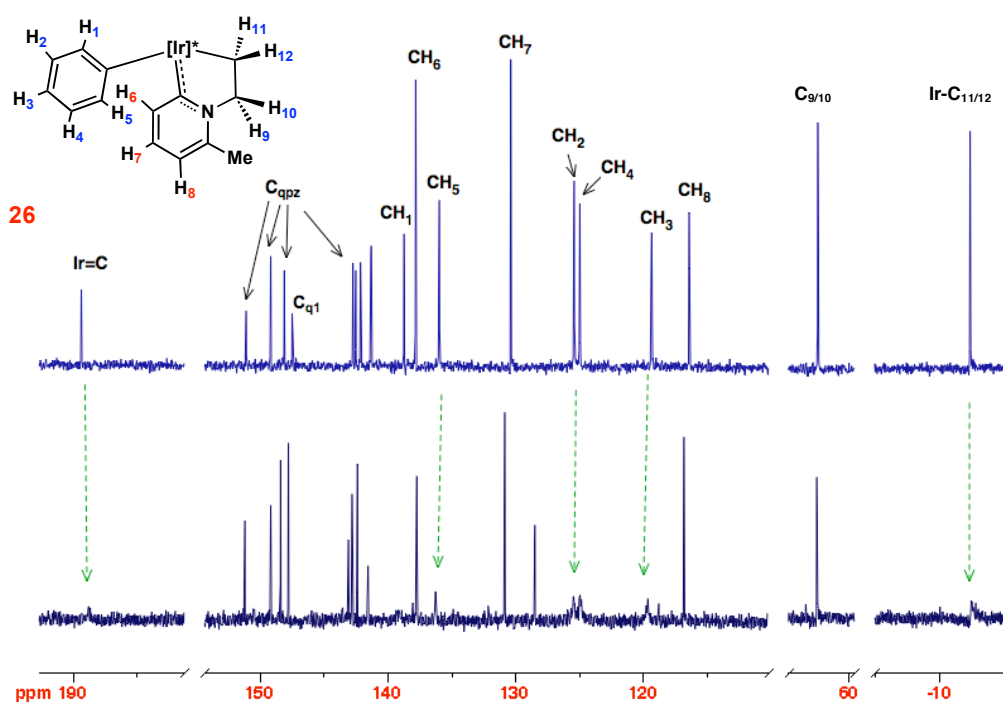 H11
H1
[Ir]*
H2
H12
CH7
CH6
H6
C9/10
Ir-C11/12
H3
N
H10
H5
H4
H9
CH2
H7
Me
CH4
Cqpz
CH5
H8
CH1
CH3
CH8
26
Ir=C
Cq1
ppm 190
150
140
130
120
60
-10